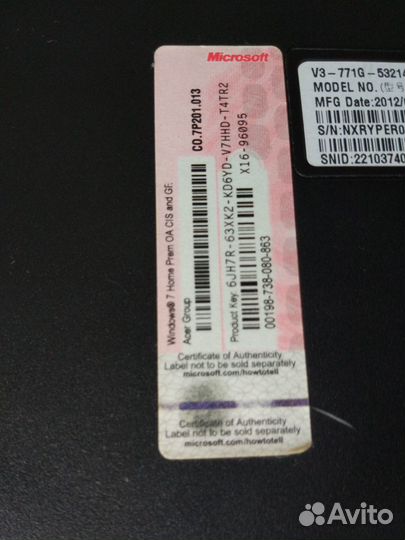 Microsoft
CO.7P201.013
Windows® 7 Home Prem OA CIS and GE
Acer Group
X16-96095
Product Key: 6JH7R-63XK2-KD6YD-V7HHD-T4TR2
00198-738-080-863
Certificate of Authenticity
Label not to be sold separately
microsoft.com/howtotell
Certificate of Authenticity
Label not to be sold separately
microsoft.com/howtotell
V3-771G-53214
MODEL NO.
MFG Date:2012/
S/N:NXRYPER0
SNID:22103740
Avito